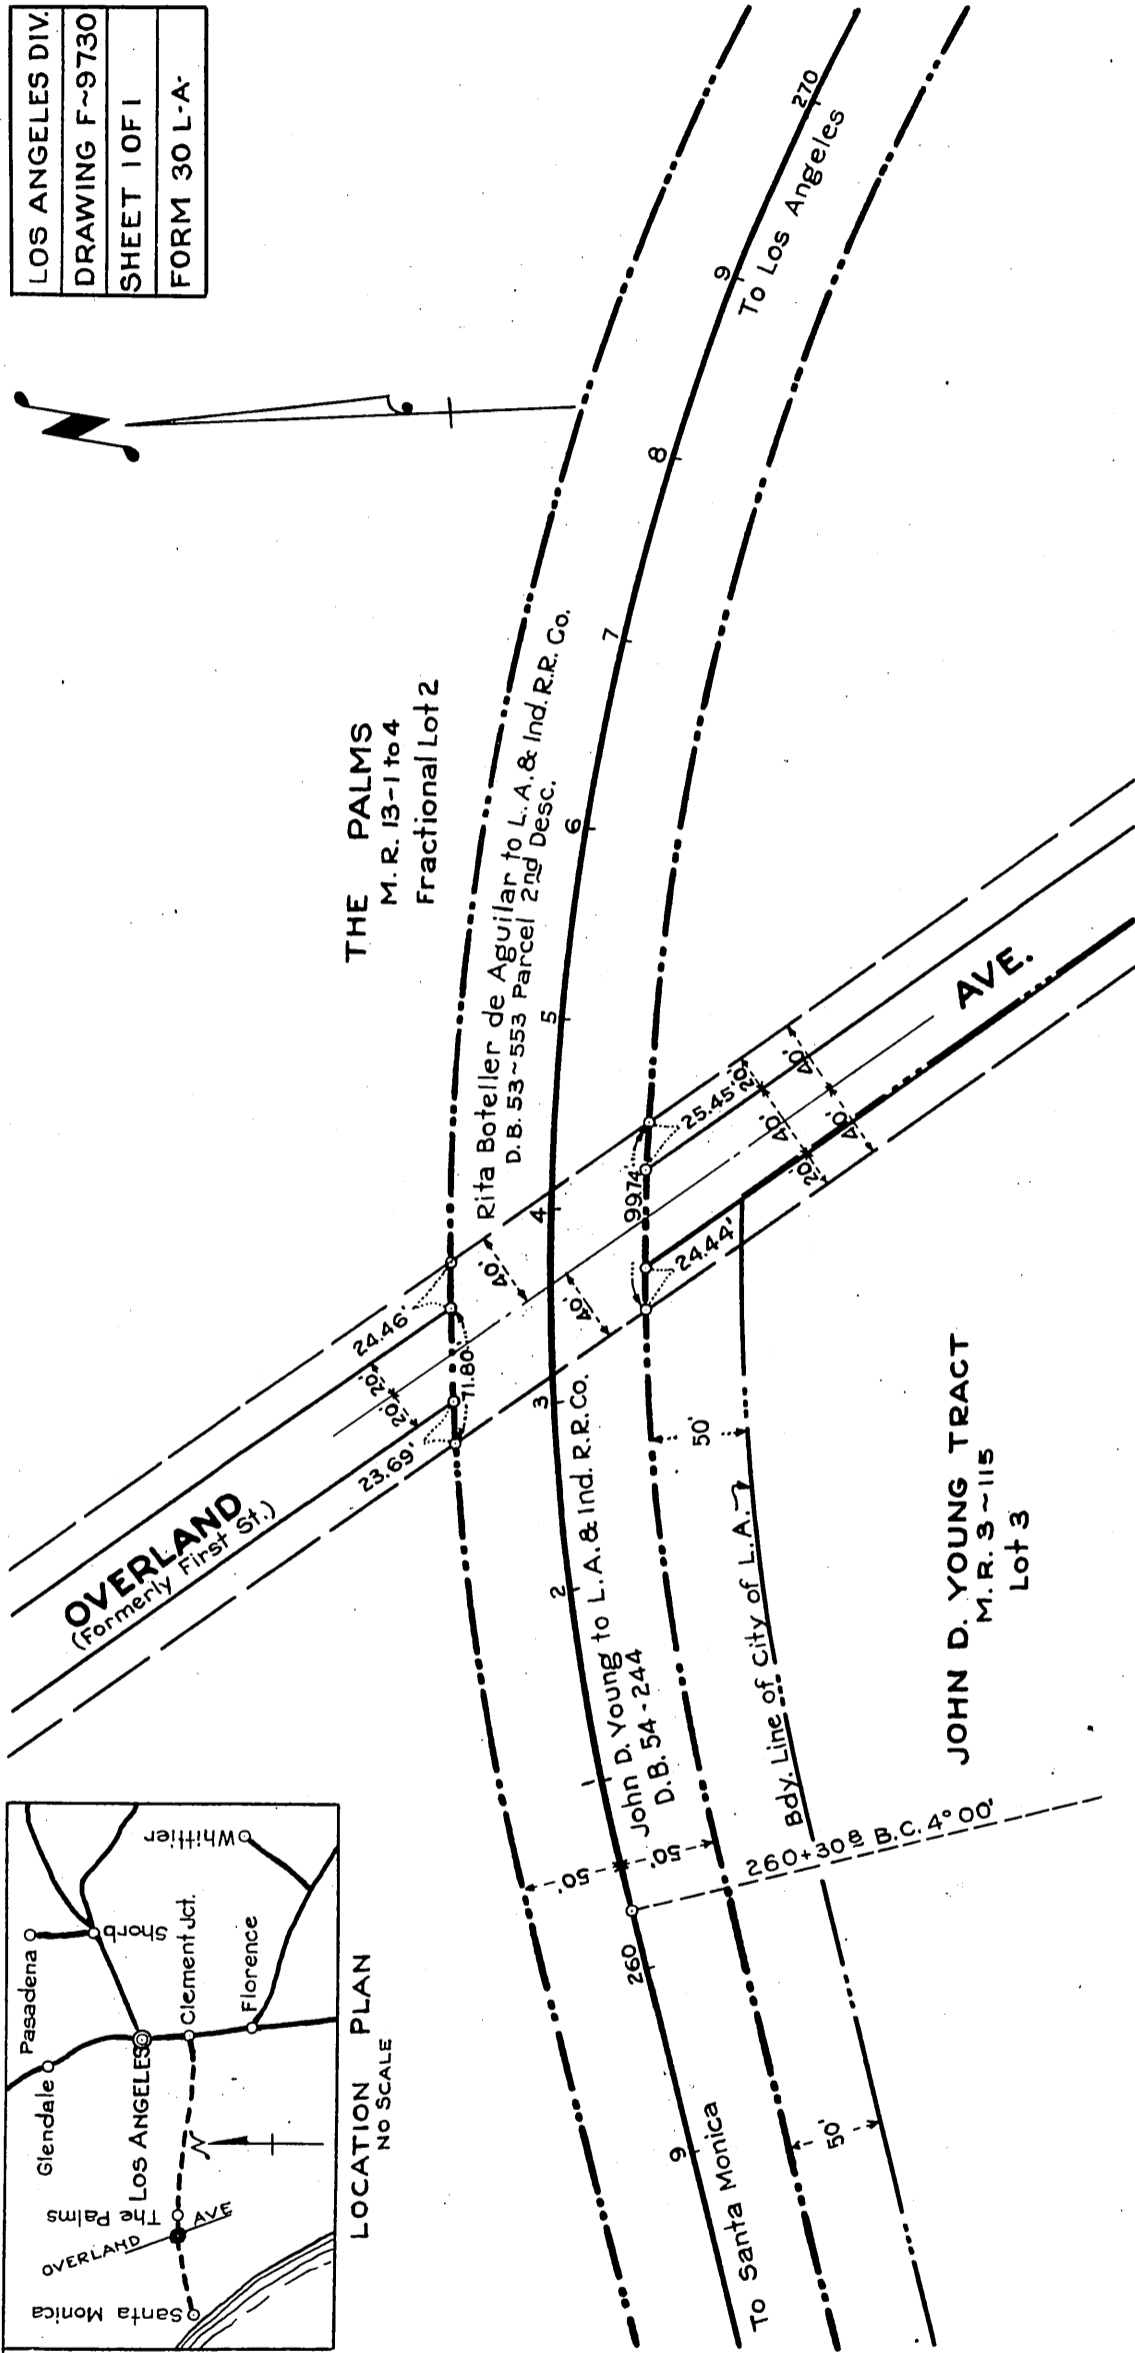 LOS ANGELES DIV.
DRAWING F~9730
SHEET 1 OF 1
FORM 30 L-A-
N
THE PALMS
M.R. 13-1 to 4
Fractional Lot 2
Rita Boteller de Aguilar to L.A. & Ind. R.R. Co.
D.B. 53~553 Parcel 2nd Desc.
OVERLAND
(Formerly First St.)
AVE.
24.46'
20'
20'
23.69'
71.80
40'
40'
99.74'
25.45'
24.44'
20'
40'
40'
40'
20'
To Santa Monica
9
260
1
2
3
4
5
6
7
8
9
270
To Los Angeles
John D. Young to L.A. & Ind. R.R. Co.
D.B. 54-244
50'
50'
50'
50'
260+30.8 B.C. 4°00'
Bdy. Line of City of L.A.
JOHN D. YOUNG TRACT
M.R. 3~115
Lot 3
Pasadena
Glendale
Shorb
Whittier
LOS ANGELES
Clement Jct.
Florence
The Palms
OVERLAND AVE
Santa Monica
N
LOCATION PLAN
NO SCALE